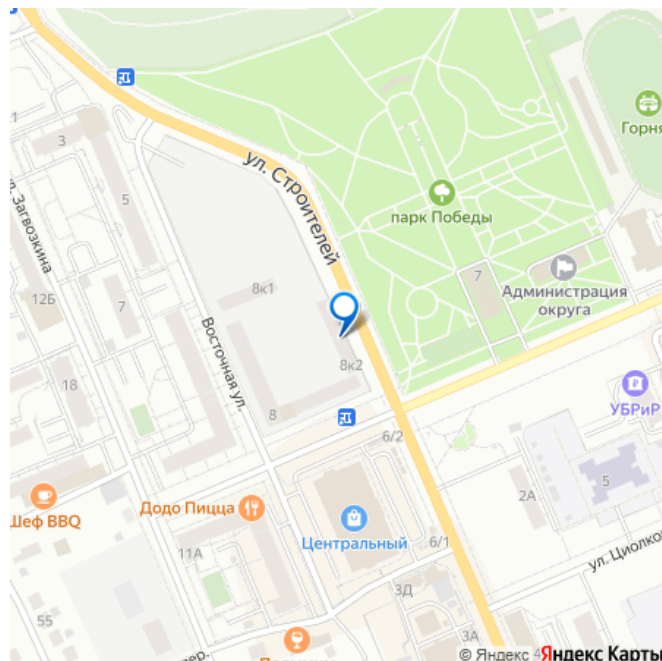 Горня
парк Победы
7
Администрация
округа
ул. Строителей
3
5
ул. Загвозкина
12Б
7
18
8к1
8к2
8
Восточная ул.
6/2
УБРиР
5
2А
Шеф BBQ
Додо Пицца
11А
Центральный
6/1
ул. Циолко
55
3Д
3А
пер.
© Яндекс
4
Яндекс Карты